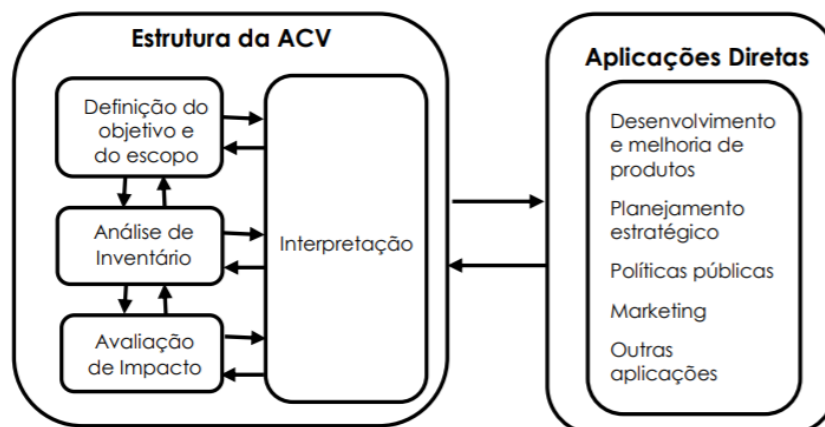 Estrutura da ACV
Definição do
objetivo e
do escopo
Análise de
Inventário
Avaliação
de Impacto
Interpretação
Aplicações Diretas
Desenvolvimento
e melhoria de
produtos
Planejamento
estratégico
Políticas públicas
Marketing
Outras
aplicações